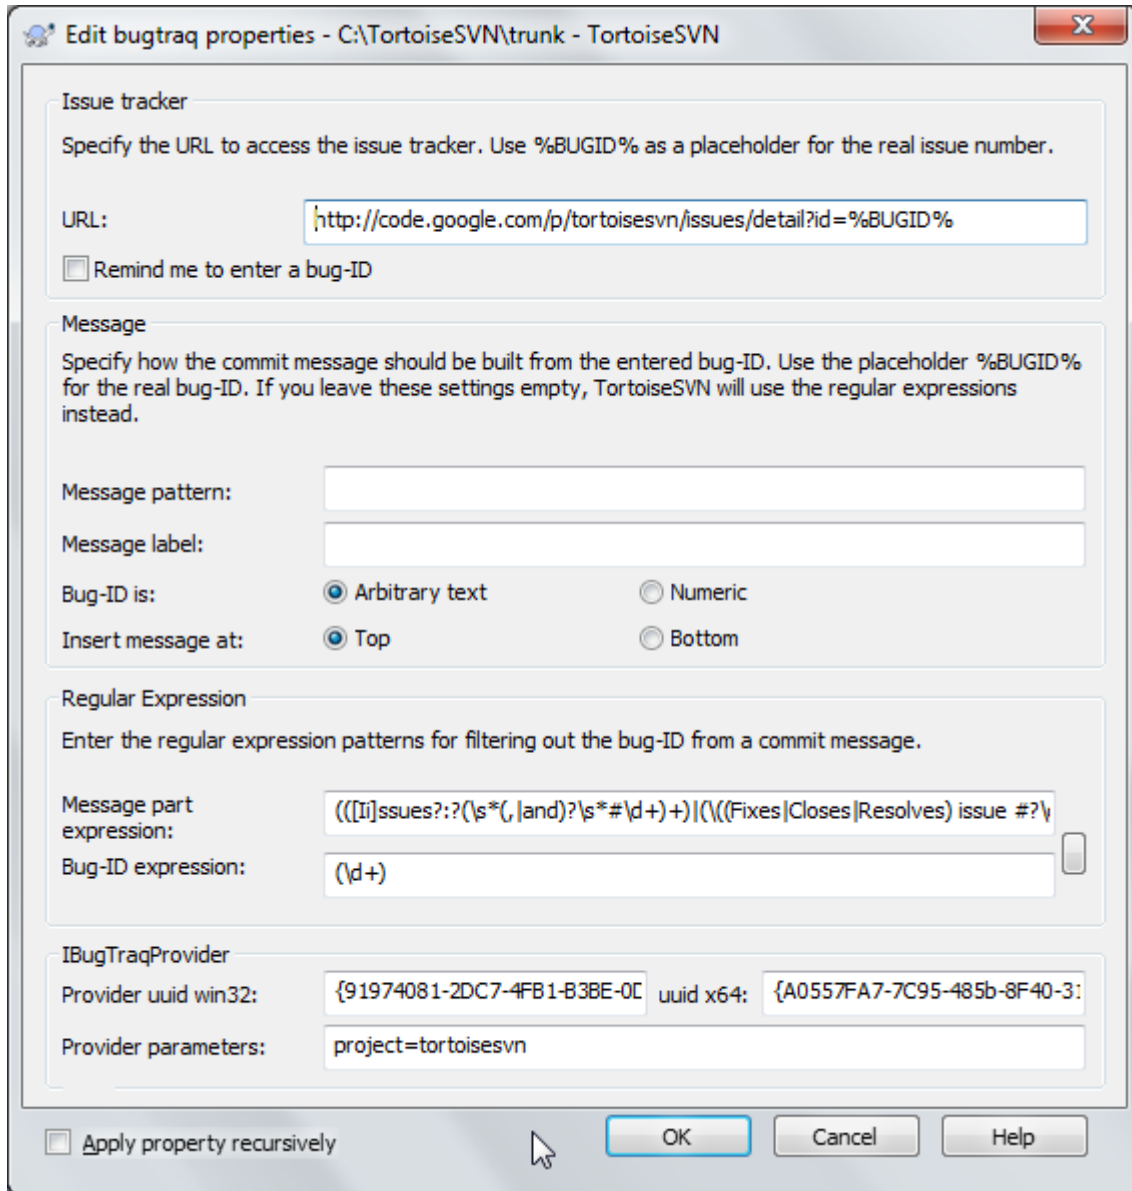 Edit bugtraq properties - C:\TortoiseSVN\trunk - TortoiseSVN
Issue tracker
Specify the URL to access the issue tracker. Use %BUGID% as a placeholder for the real issue number.
URL: http://code.google.com/p/tortoisesvn/issues/detail?id=%BUGID%
Remind me to enter a bug-ID
Message
Specify how the commit message should be built from the entered bug-ID. Use the placeholder %BUGID%
for the real bug-ID. If you leave these settings empty, TortoiseSVN will use the regular expressions
instead.
Message pattern:
Message label:
Bug-ID is: Arbitrary text Numeric
Insert message at: Top Bottom
Regular Expression
Enter the regular expression patterns for filtering out the bug-ID from a commit message.
Message part
expression: (([Ii]ssues?:?(\s*(,|and)?\s*#\d+)+)|(\((Fixes|Closes|Resolves) issue #?\
Bug-ID expression: (\d+)
IBugTraqProvider
Provider uuid win32: {91974081-2DC7-4FB1-B3BE-0D uuid x64: {A0557FA7-7C95-485b-8F40-31
Provider parameters: project=tortoisesvn
Apply property recursively OK Cancel Help